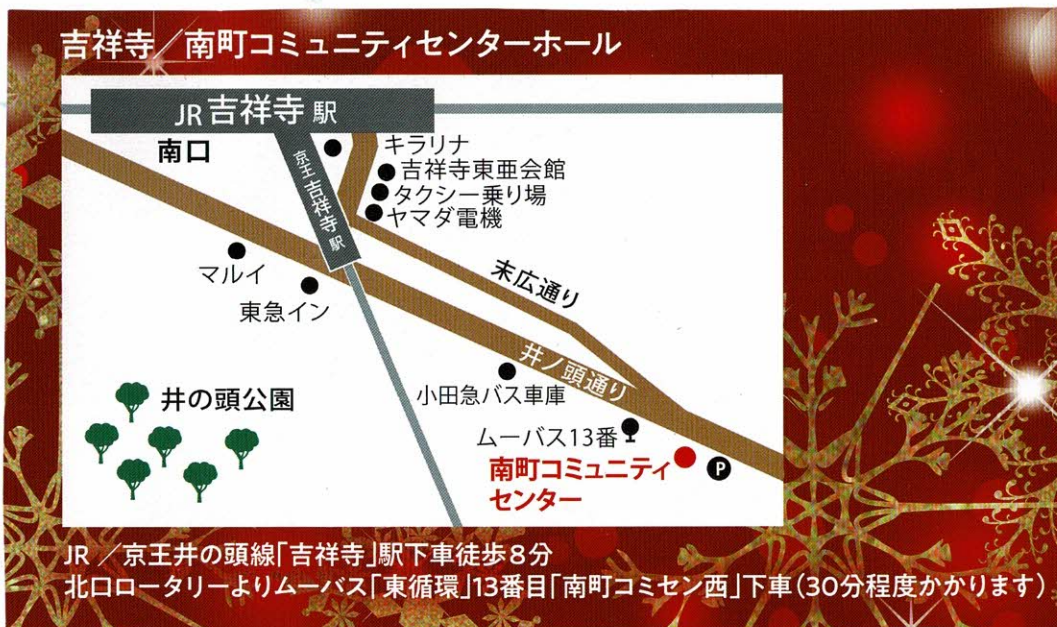 吉祥寺／南町コミュニティセンターホール
JR 吉祥寺 駅
南口
京王 吉祥寺 駅
キラリナ
吉祥寺東亜会館
タクシー乗り場
ヤマダ電機
マルイ
東急イン
末広通り
井ノ頭通り
小田急バス車庫
井の頭公園
ムーバス13番
南町コミュニティ
センター
P
JR ／京王井の頭線「吉祥寺」駅下車徒歩8分
北口ロータリーよりムーバス「東循環」13番目「南町コミセン西」下車(30分程度かかります)